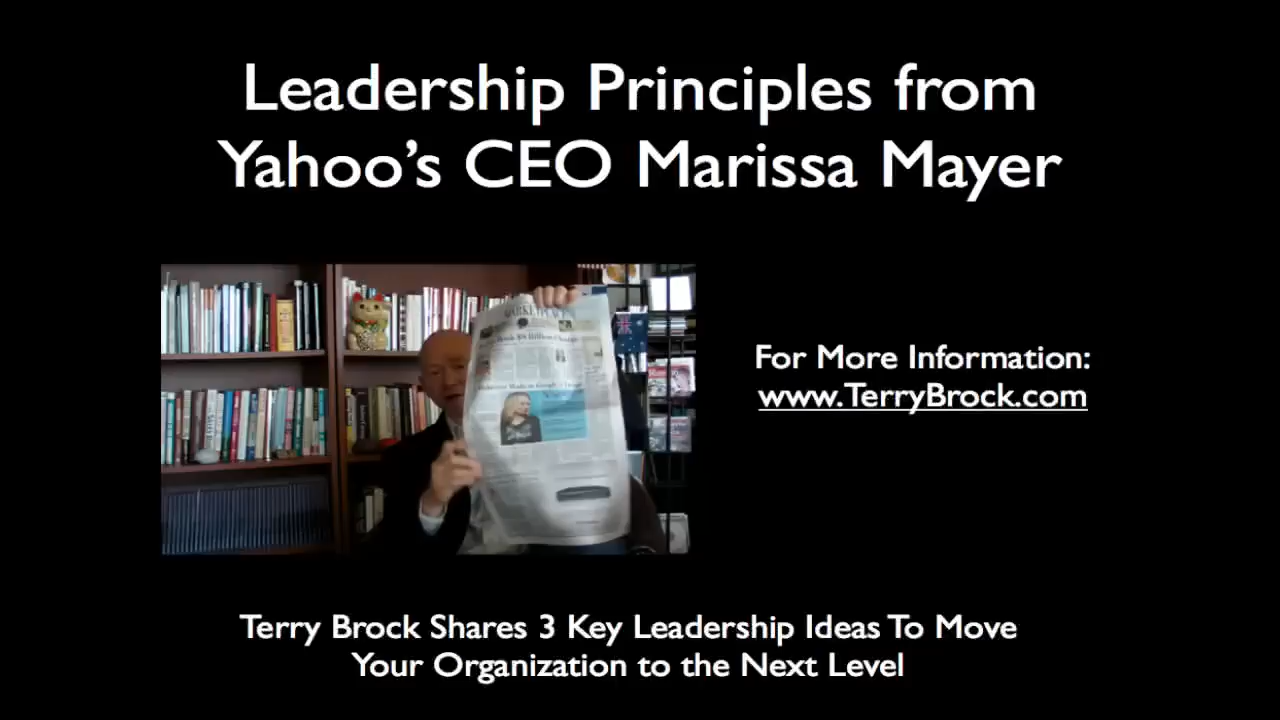 Leadership Principles from
Yahoo's CEO Marissa Mayer
For More Information:
www.TerryBrock.com
Terry Brock Shares 3 Key Leadership Ideas To Move
Your Organization to the Next Level